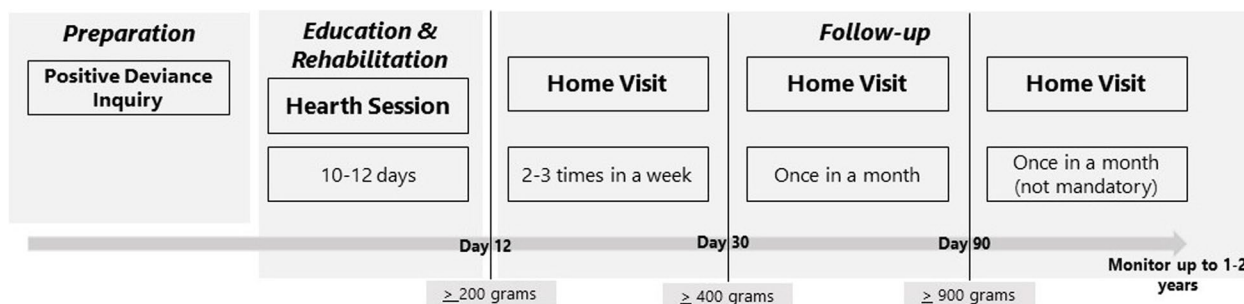 Preparation
Positive Deviance
Inquiry
Education &
Rehabilitation
Hearth Session
10-12 days
Follow-up
Home Visit
2-3 times in a week
Home Visit
Once in a month
Home Visit
Once in a month
(not mandatory)
Day 12
Day 30
Day 90
Monitor up to 1-2
years
≥ 200 grams
≥ 400 grams
≥ 900 grams